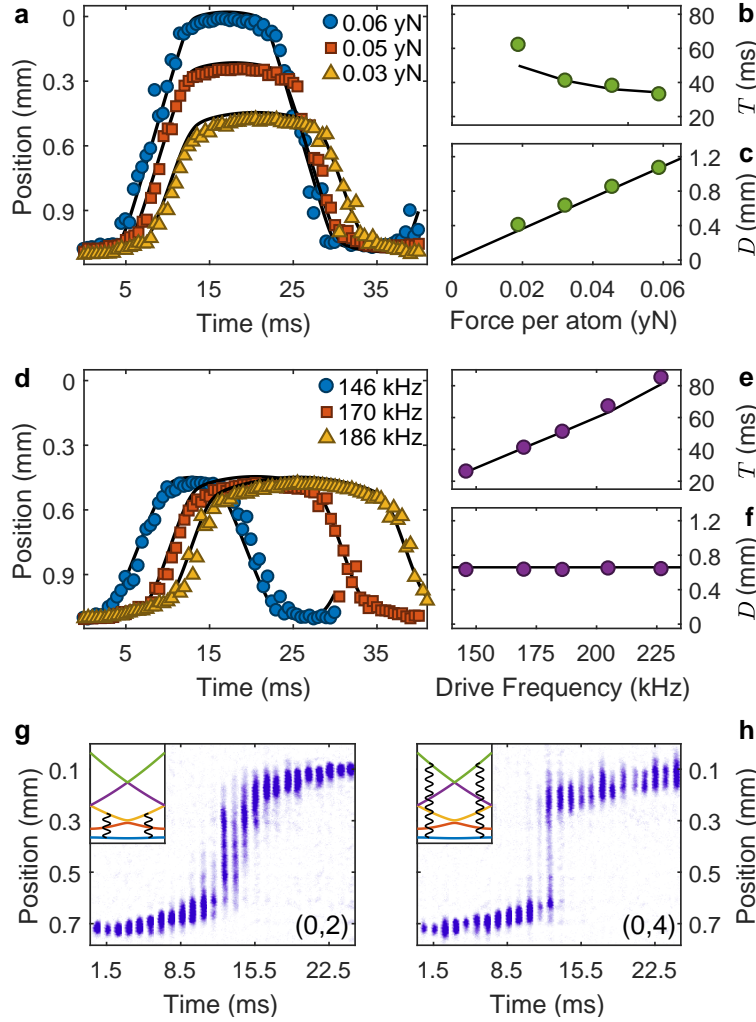 a
0
0.3
0.6
0.9
Position (mm)
5 15 25 35
Time (ms)
0.06 yN
0.05 yN
0.03 yN
b
80
60
40
20
T (ms)
c
1.2
0.8
0.4
0
D (mm)
0 0.02 0.04 0.06
Force per atom (yN)
d
0
0.3
0.6
0.9
Position (mm)
5 15 25 35
Time (ms)
146 kHz
170 kHz
186 kHz
e
80
60
40
20
T (ms)
f
1.2
0.8
0.4
0
D (mm)
150 175 200 225
Drive Frequency (kHz)
g
0.1
0.3
0.5
0.7
Position (mm)
(0,2)
1.5 8.5 15.5 22.5
Time (ms)
h
0.1
0.3
0.5
0.7
Position (mm)
(0,4)
1.5 8.5 15.5 22.5
Time (ms)